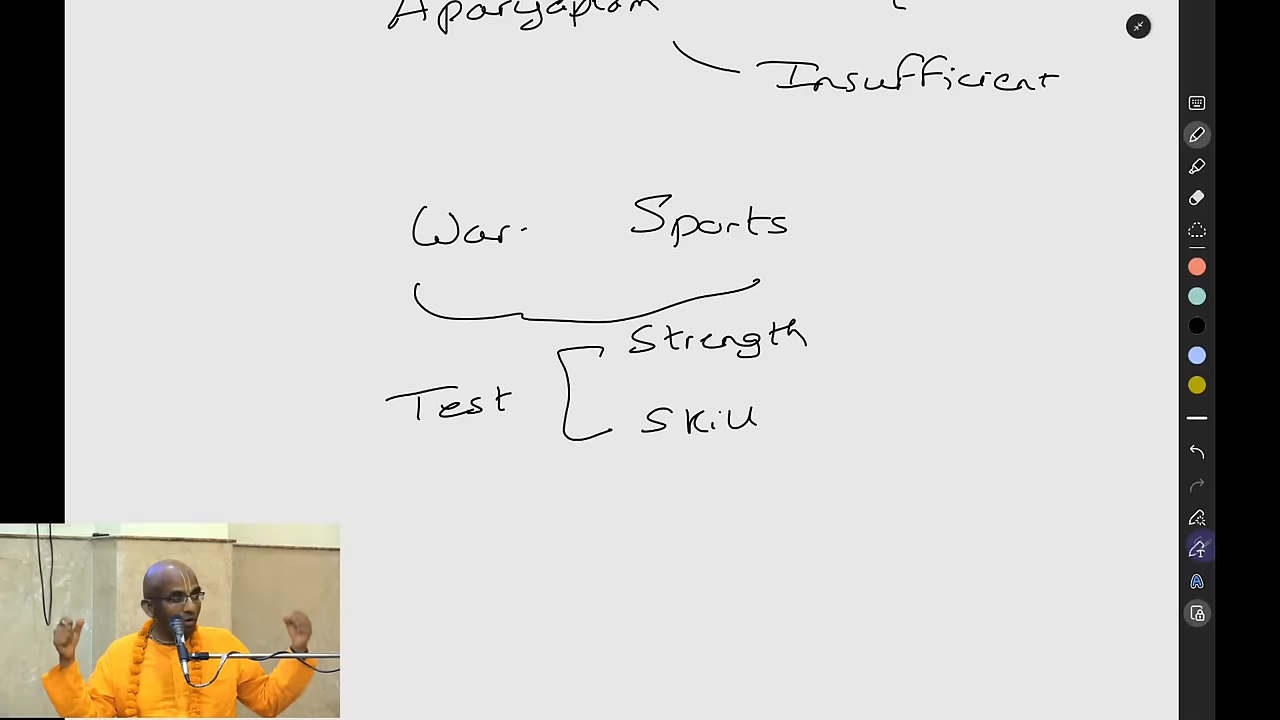 Aparyaptam
Insufficient
War. Sports
Strength
Test
Skill